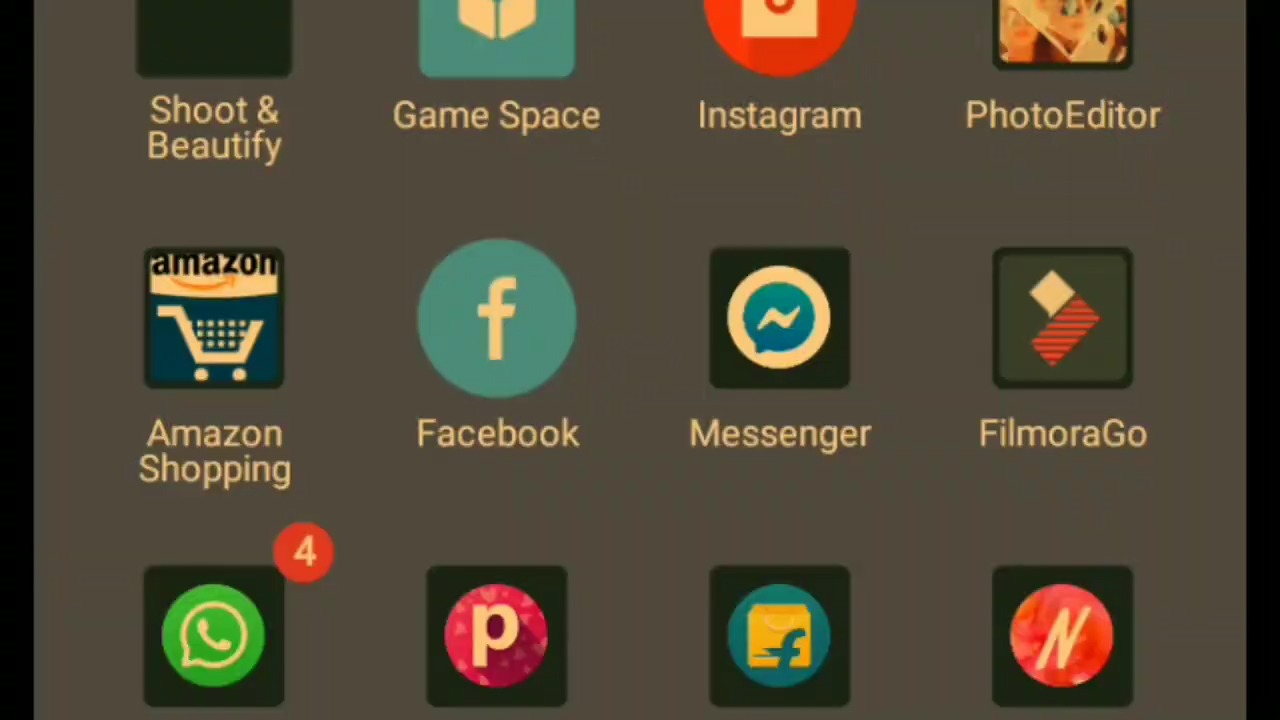 Shoot &
Beautify
Game Space
Instagram
PhotoEditor
amazon
f
Amazon
Shopping
Facebook
Messenger
FilmoraGo
4
p
f
N